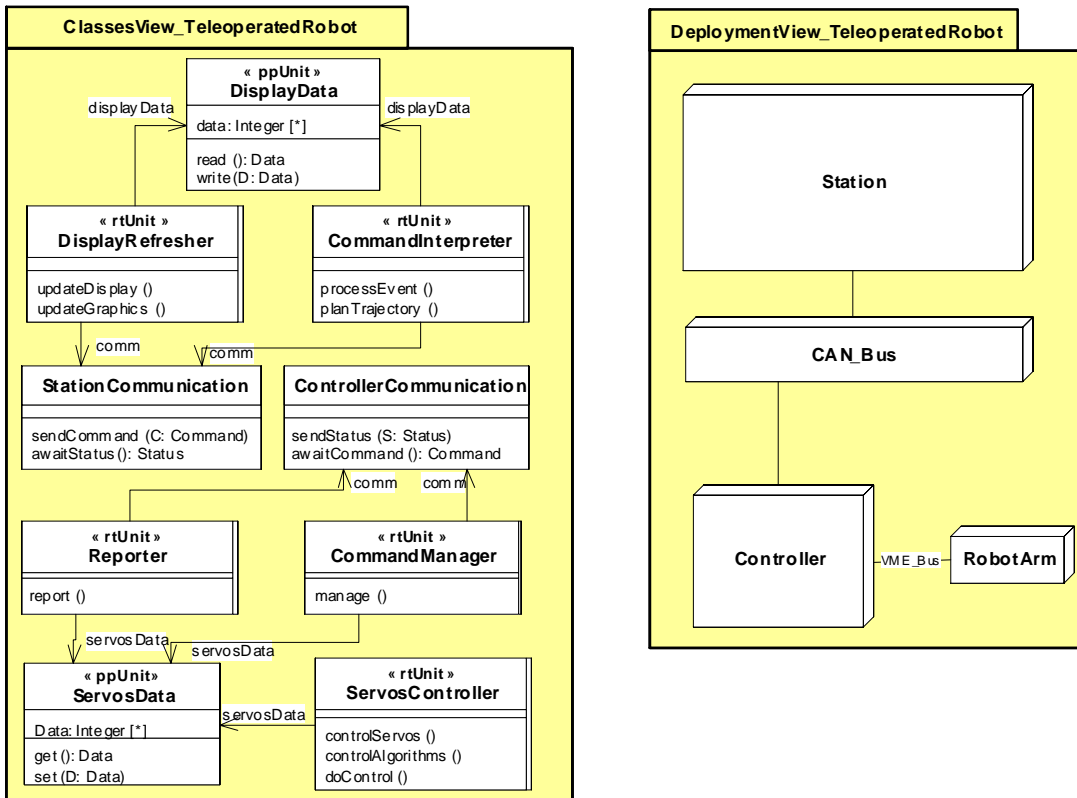 ClassesView_TeleoperatedRobot
« ppUnit »
DisplayData
displayData
displayData
data: Integer [*]
read (): Data
write(D: Data)
« rtUnit »
DisplayRefresher
updateDisplay ()
updateGraphics ()
« rtUnit »
CommandInterpreter
processEvent ()
planTrajectory ()
comm
comm
StationCommunication
sendCommand (C: Command)
awaitStatus(): Status
ControllerCommunication
sendStatus (S: Status)
awaitCommand (): Command
comm
comm
« rtUnit »
Reporter
report ()
« rtUnit »
CommandManager
manage ()
servosData
servosData
« ppUnit»
ServosData
Data: Integer [*]
get (): Data
set (D: Data)
servosData
« rtUnit »
ServosController
controlServos ()
controlAlgorithms ()
doControl ()
DeploymentView_TeleoperatedRobot
Station
CAN_Bus
Controller
VME_Bus
RobotArm